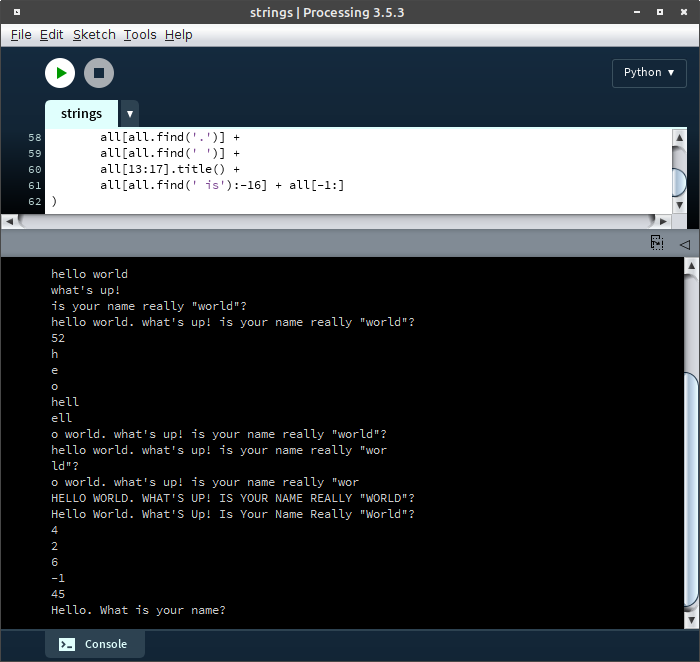 strings | Processing 3.5.3
File Edit Sketch Tools Help
Python ▼
strings ▼
58 all[all.find('.')] +
59 all[all.find(' ')] +
60 all[13:17].title() +
61 all[all.find(' is'):-16] + all[-1:]
62 )
hello world
what's up!
is your name really "world"?
hello world. what's up! is your name really "world"?
52
h
e
o
hell
ell
o world. what's up! is your name really "world"?
hello world. what's up! is your name really "wor
ld"?
o world. what's up! is your name really "wor
HELLO WORLD. WHAT'S UP! IS YOUR NAME REALLY "WORLD"?
Hello World. What'S Up! Is Your Name Really "World"?
4
2
6
-1
45
Hello. What is your name?
Console